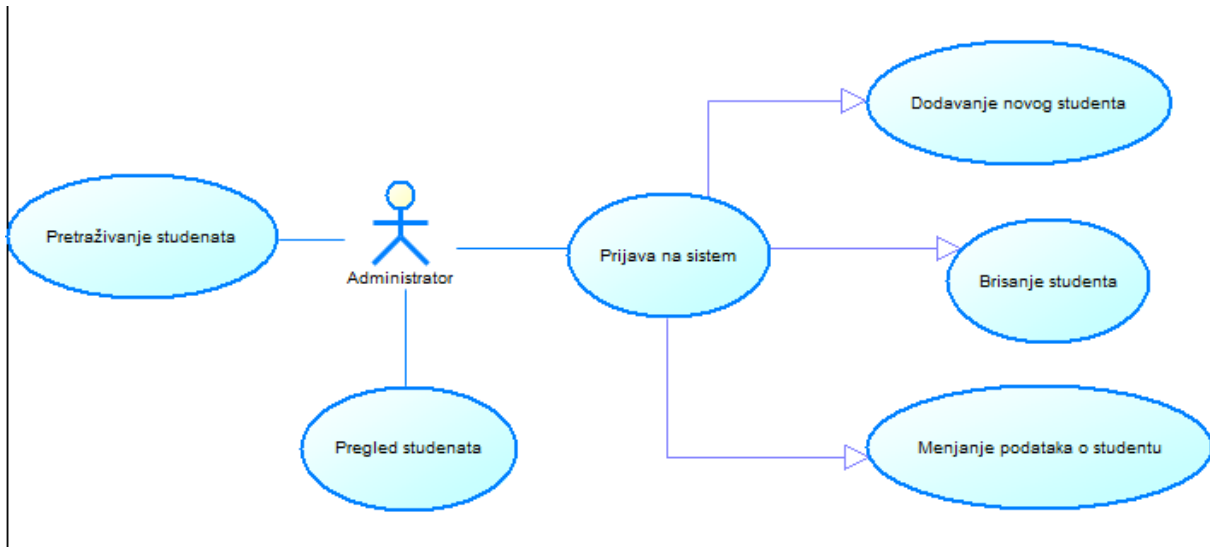 Dodavanje novog studenta
Pretraživanje studenata
Administrator
Prijava na sistem
Brisanje studenta
Pregled studenata
Menjanje podataka o studentu